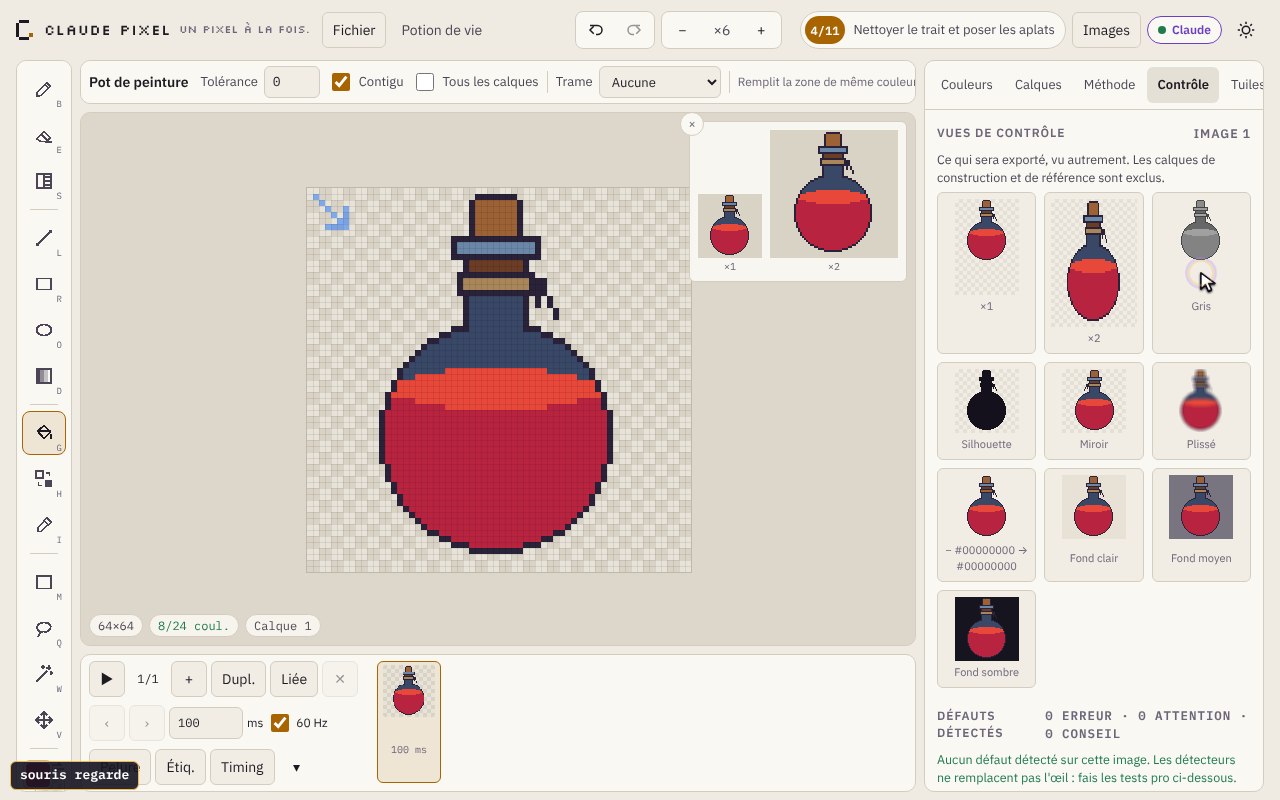 CLAUDE PIXEL UN PIXEL À LA FOIS. Fichier Potion de vie − ×6 + 4/11 Nettoyer le trait et poser les aplats Images Claude
Pot de peinture Tolérance 0 Contigu Tous les calques Trame Aucune Remplit la zone de même couleur
B
E
S
L
R
O
D
G
H
I
M
Q
W
V
×
×1
×2
64×64 8/24 coul. Calque 1
1/1 + Dupl. Liée ×
‹ › 100 ms 60 Hz
Étiq. Timing ▼
100 ms
souris regarde
Couleurs Calques Méthode Contrôle Tuiles
VUES DE CONTRÔLE IMAGE 1
Ce qui sera exporté, vu autrement. Les calques de
construction et de référence sont exclus.
×1
×2
Gris
Silhouette
Miroir
Plissé
− #00000000 →
#00000000
Fond clair
Fond moyen
Fond sombre
DÉFAUTS
DÉTECTÉS
0 ERREUR · 0 ATTENTION ·
0 CONSEIL
Aucun défaut détecté sur cette image. Les détecteurs
ne remplacent pas l'œil : fais les tests pro ci-dessous.